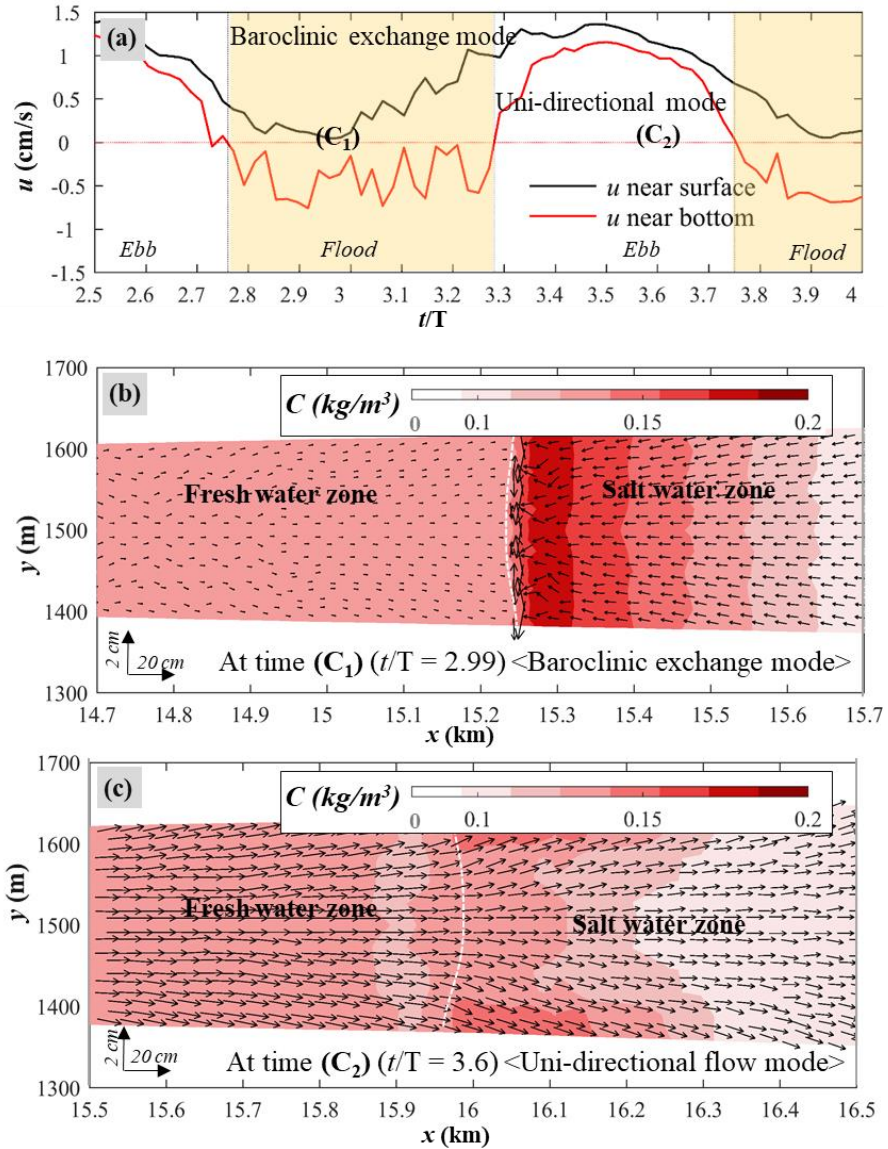 (a)
Baroclinic exchange mode
Uni-directional mode
(C₁)
(C₂)
u near surface
u near bottom
Ebb
Flood
Ebb
Flood
u (cm/s)
1.5
1
0.5
0
-0.5
-1
-1.5
2.5 2.6 2.7 2.8 2.9 3 3.1 3.2 3.3 3.4 3.5 3.6 3.7 3.8 3.9 4
t/T
(b)
C (kg/m³)
0 0.1 0.15 0.2
Fresh water zone
Salt water zone
y (m)
1700
1600
1500
1400
1300
2 cm
20 cm
At time (C₁) (t/T = 2.99) <Baroclinic exchange mode>
14.7 14.8 14.9 15 15.1 15.2 15.3 15.4 15.5 15.6 15.7
x (km)
(c)
C (kg/m³)
0 0.1 0.15 0.2
Fresh water zone
Salt water zone
y (m)
1700
1600
1500
1400
1300
2 cm
20 cm
At time (C₂) (t/T = 3.6) <Uni-directional flow mode>
15.5 15.6 15.7 15.8 15.9 16 16.1 16.2 16.3 16.4 16.5
x (km)